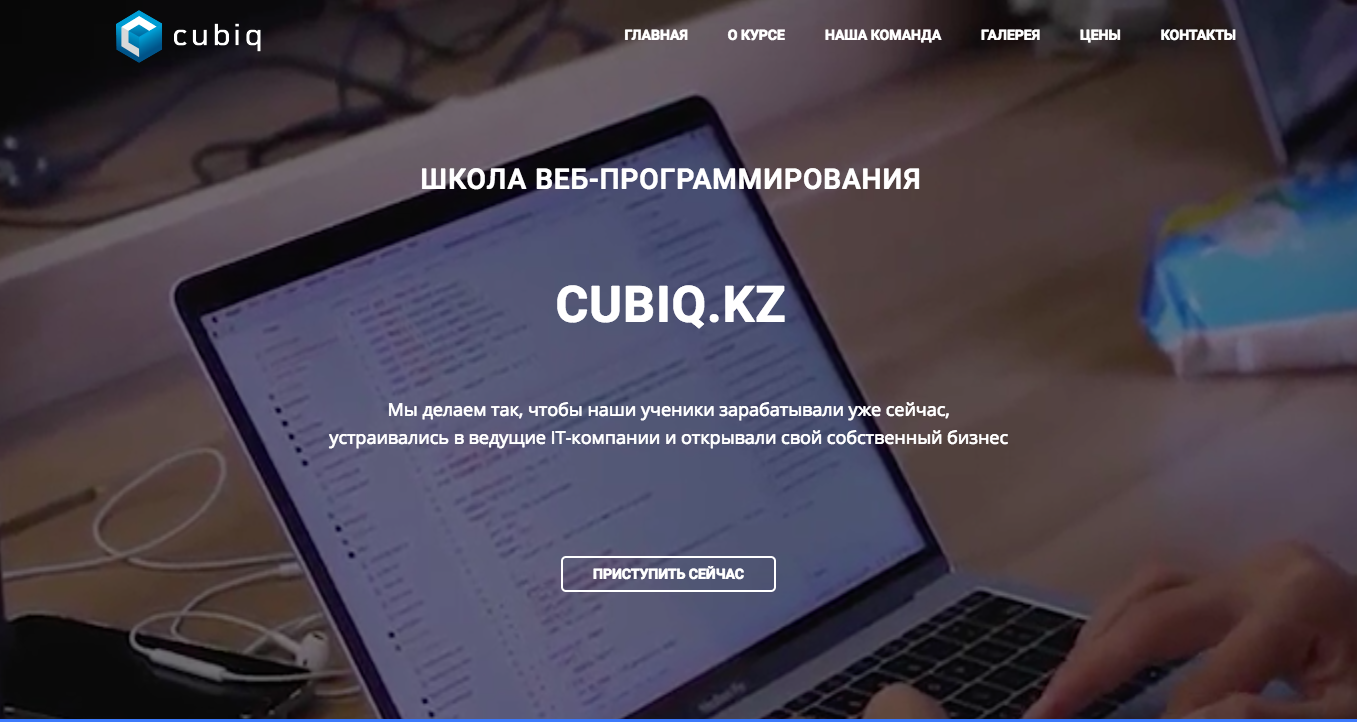 cubiq
ГЛАВНАЯ О КУРСЕ НАША КОМАНДА ГАЛЕРЕЯ ЦЕНЫ КОНТАКТЫ
ШКОЛА ВЕБ-ПРОГРАММИРОВАНИЯ
CUBIQ.KZ
Мы делаем так, чтобы наши ученики зарабатывали уже сейчас,
устраивались в ведущие IT-компании и открывали свой собственный бизнес
ПРИСТУПИТЬ СЕЙЧАС